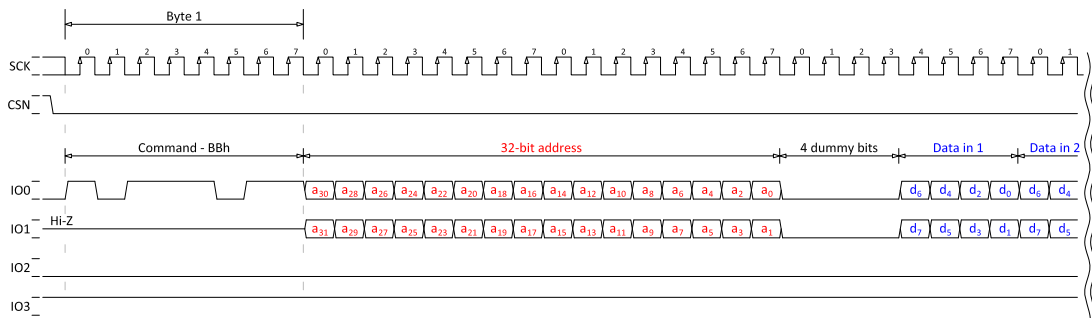 Byte 1
0 1 2 3 4 5 6 7 0 1 2 3 4 5 6 7 0 1 2 3 4 5 6 7 0 1 2 3 4 5 6 7 0 1
SCK
CSN
Command - BBh 32-bit address 4 dummy bits Data in 1 Data in 2
IO0 a30 a28 a26 a24 a22 a20 a18 a16 a14 a12 a10 a8 a6 a4 a2 a0 d6 d4 d2 d0 d6 d4
Hi-Z
IO1 a31 a29 a27 a25 a23 a21 a19 a17 a15 a13 a11 a9 a7 a5 a3 a1 d7 d5 d3 d1 d7 d5
IO2
IO3